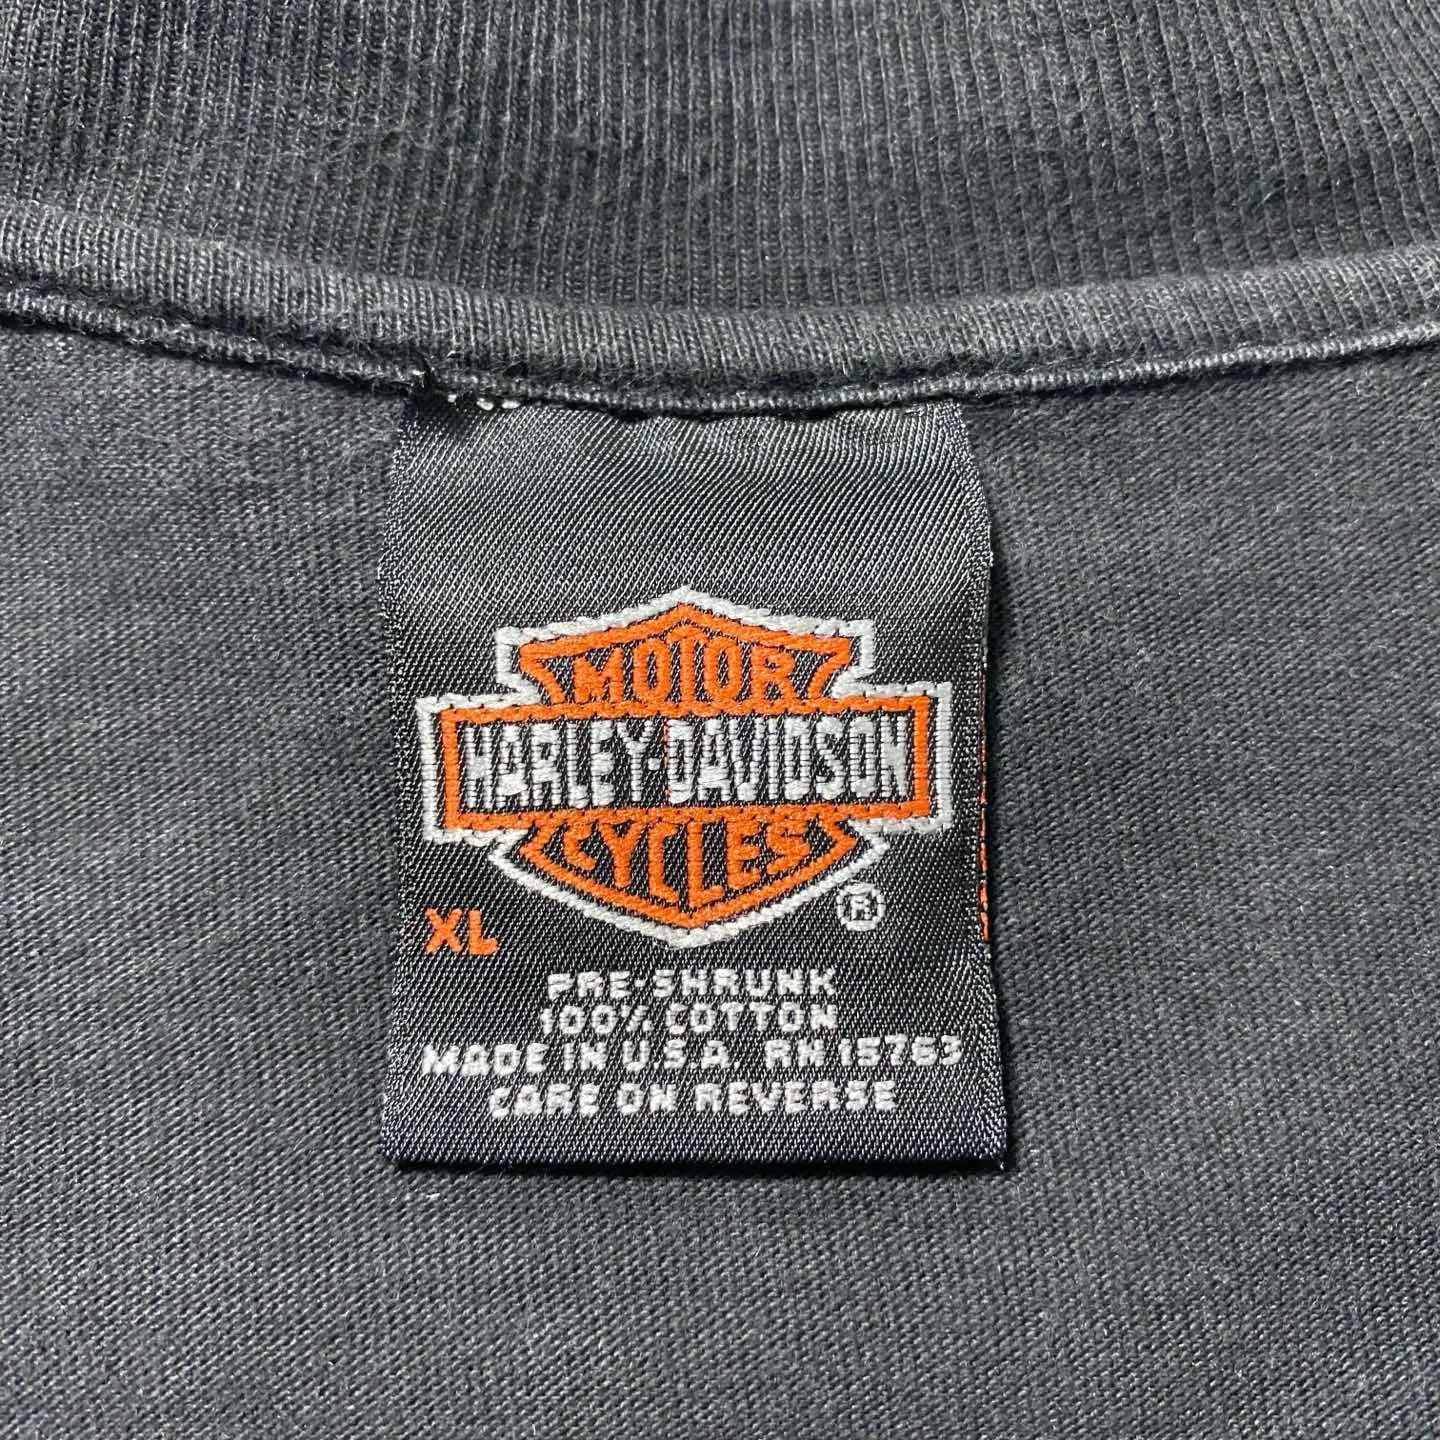 MOTOR
HARLEY-DAVIDSON
CYCLES
®
XL
PRE-SHRUNK
100% COTTON
MADE IN U.S.A. RN 15763
CARE ON REVERSE